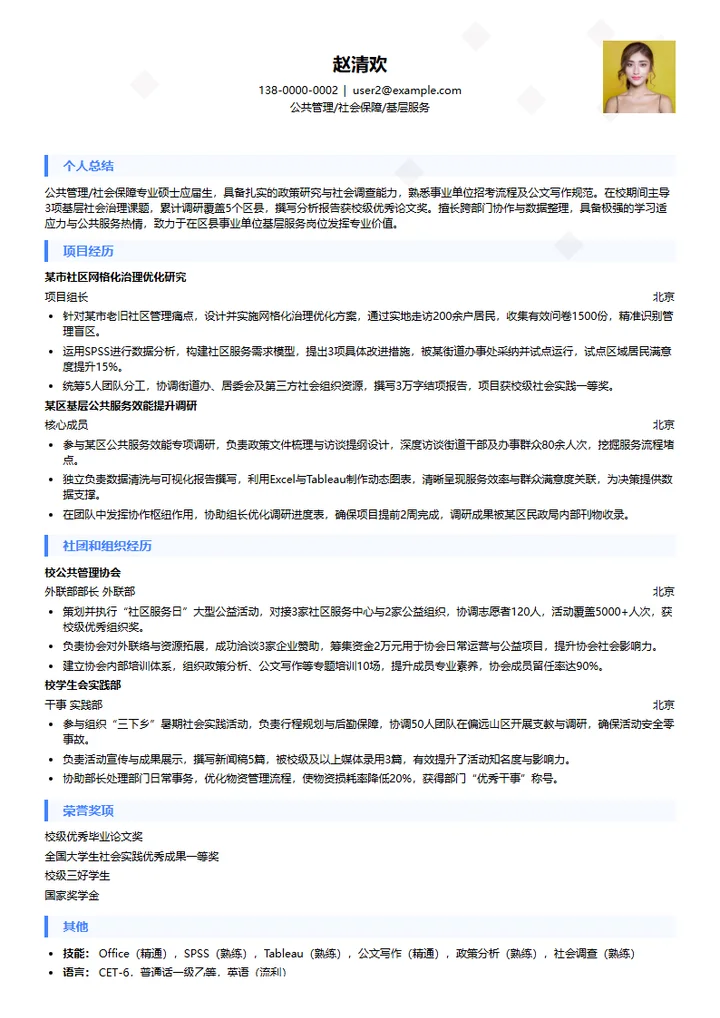 赵清欢
138-0000-0002 | user2@example.com
公共管理/社会保障/基层服务
个人总结
公共管理/社会保障专业硕士应届生，具备扎实的政策研究与社会调查能力，熟悉事业单位招考流程及公文写作规范。在校期间主导
3项基层社会治理课题，累计调研覆盖5个区县，撰写分析报告获校级优秀论文奖。擅长跨部门协作与数据整理，具备极强的学习适
应力与公共服务热情，致力于在区县事业单位基层服务岗位发挥专业价值。
项目经历
某市社区网格化治理优化研究
项目组长 北京
• 针对某市老旧社区管理痛点，设计并实施网格化治理优化方案，通过实地走访200余户居民，收集有效问卷1500份，精准识别管
理盲区。
• 运用SPSS进行数据分析，构建社区服务需求模型，提出3项具体改进措施，被某街道办事处采纳并试点运行，试点区域居民满意
度提升15%。
• 统筹5人团队分工，协调街道办、居委会及第三方社会组织资源，撰写3万字结项报告，项目获校级社会实践一等奖。
某区基层公共服务效能提升调研
核心成员 北京
• 参与某区公共服务效能专项调研，负责政策文件梳理与访谈提纲设计，深度访谈街道干部及办事群众80余人次，挖掘服务流程堵
点。
• 独立负责数据清洗与可视化报告撰写，利用Excel与Tableau制作动态图表，清晰呈现服务效率与群众满意度关联，为决策提供数
据支撑。
• 在团队中发挥协作枢纽作用，协助组长优化调研进度表，确保项目提前2周完成，调研成果被某区民政局内部刊物收录。
社团和组织经历
校公共管理协会
外联部部长 外联部 北京
• 策划并执行“社区服务日”大型公益活动，对接3家社区服务中心与2家公益组织，协调志愿者120人，活动覆盖5000+人次，获
校级优秀组织奖。
• 负责协会对外联络与资源拓展，成功洽谈3家企业赞助，筹集资金2万元用于协会日常运营与公益项目，提升协会社会影响力。
• 建立协会内部培训体系，组织政策分析、公文写作等专题培训10场，提升成员专业素养，协会成员留任率达90%。
校学生会实践部
干事 实践部 北京
• 参与组织“三下乡”暑期社会实践活动，负责行程规划与后勤保障，协调50人团队在偏远山区开展支教与调研，确保活动安全零
事故。
• 负责活动宣传与成果展示，撰写新闻稿5篇，被校级及以上媒体录用3篇，有效提升了活动知名度与影响力。
• 协助部长处理部门日常事务，优化物资管理流程，使物资损耗率降低20%，获得部门“优秀干事”称号。
荣誉奖项
校级优秀毕业论文奖
全国大学生社会实践优秀成果一等奖
校级三好学生
国家奖学金
其他
• 技能： Office（精通），SPSS（熟练），Tableau（熟练），公文写作（精通），政策分析（熟练），社会调查（熟练）
• 语言： CET-6，普通话一级乙等，英语（流利）